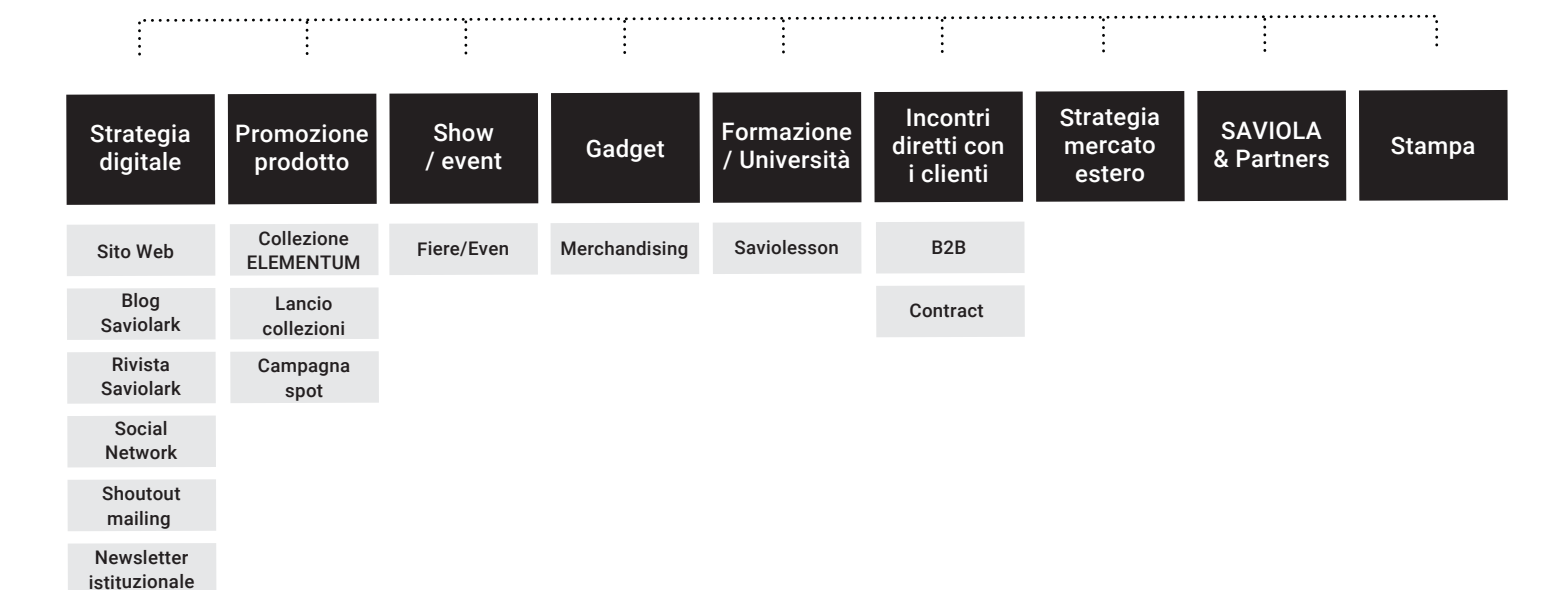 Strategia
digitale
Promozione
prodotto
Show
/ event
Gadget
Formazione
/ Università
Incontri
diretti con
i clienti
Strategia
mercato
estero
SAVIOLA
& Partners
Stampa
Sito Web
Blog
Saviolark
Rivista
Saviolark
Social
Network
Shoutout
mailing
Newsletter
istituzionale
Collezione
ELEMENTUM
Lancio
collezioni
Campagna
spot
Fiere/Even
Merchandising
Saviolesson
B2B
Contract